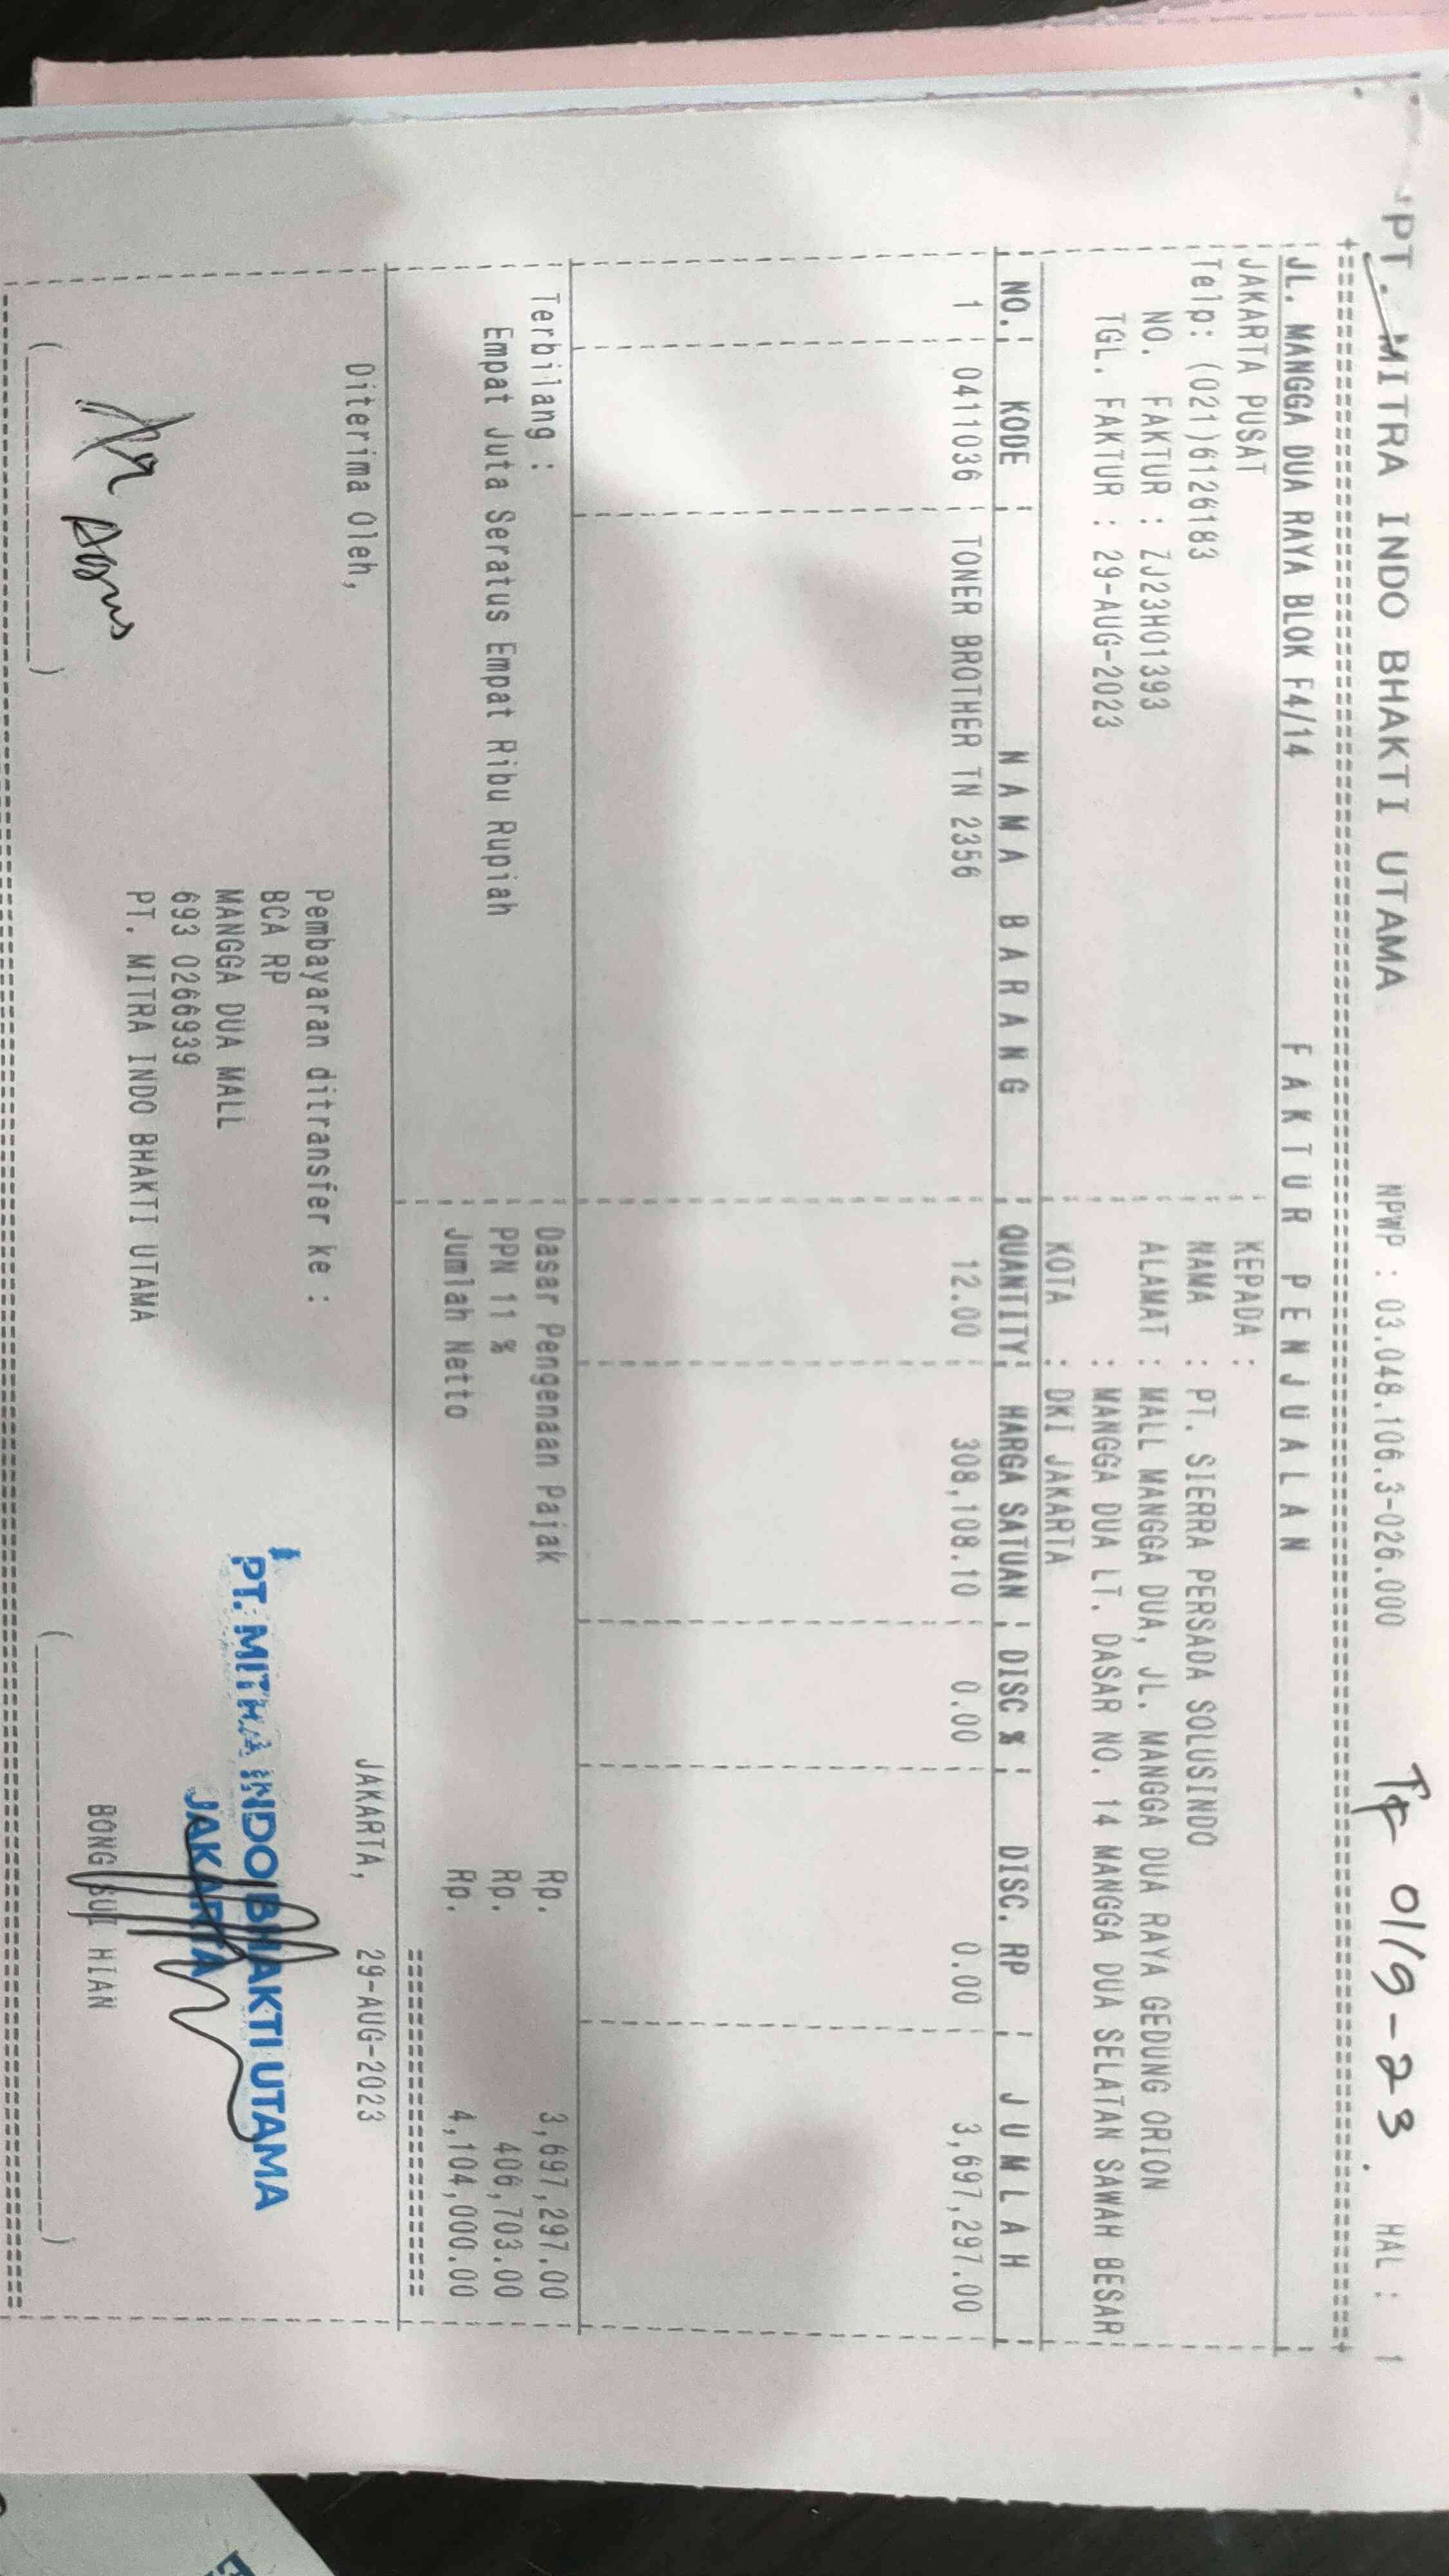 PT. MITRA INDO BHAKTI UTAMA NPWP : 03.048.106.3-026.000 TF 01/9-23. HAL : 1
JL. MANGGA DUA RAYA BLOK F4/14 F A K T U R P E N J U A L A N
JAKARTA PUSAT KEPADA :
Telp: (021)6126183 NAMA : PT. SIERRA PERSADA SOLUSINDO
NO. FAKTUR : ZJ23H01393 ALAMAT : MALL MANGGA DUA, JL. MANGGA DUA RAYA GEDUNG ORION
TGL. FAKTUR : 29-AUG-2023 : MANGGA DUA LT. DASAR NO. 14 MANGGA DUA SELATAN SAWAH BESAR
KOTA : DKI JAKARTA
NO. KODE N A M A B A R A N G QUANTITY HARGA SATUAN DISC % DISC. RP J U M L A H
1 0411036 TONER BROTHER TN 2356 12.00 308,108.10 0.00 0.00 3,697,297.00
Terbilang : Dasar Pengenaan Pajak Rp. 3,697,297.00
Empat Juta Seratus Empat Ribu Rupiah PPN 11 % Rp. 406,703.00
Jumlah Netto Rp. 4,104,000.00
Diterima Oleh, JAKARTA, 29-AUG-2023
Pembayaran ditransfer ke :
BCA RP
MANGGA DUA MALL
693 0266939
PT. MITRA INDO BHAKTI UTAMA
PT. MITRA INDO BHAKTI UTAMA
JAKARTA
Agus
BONG SUI HIAN